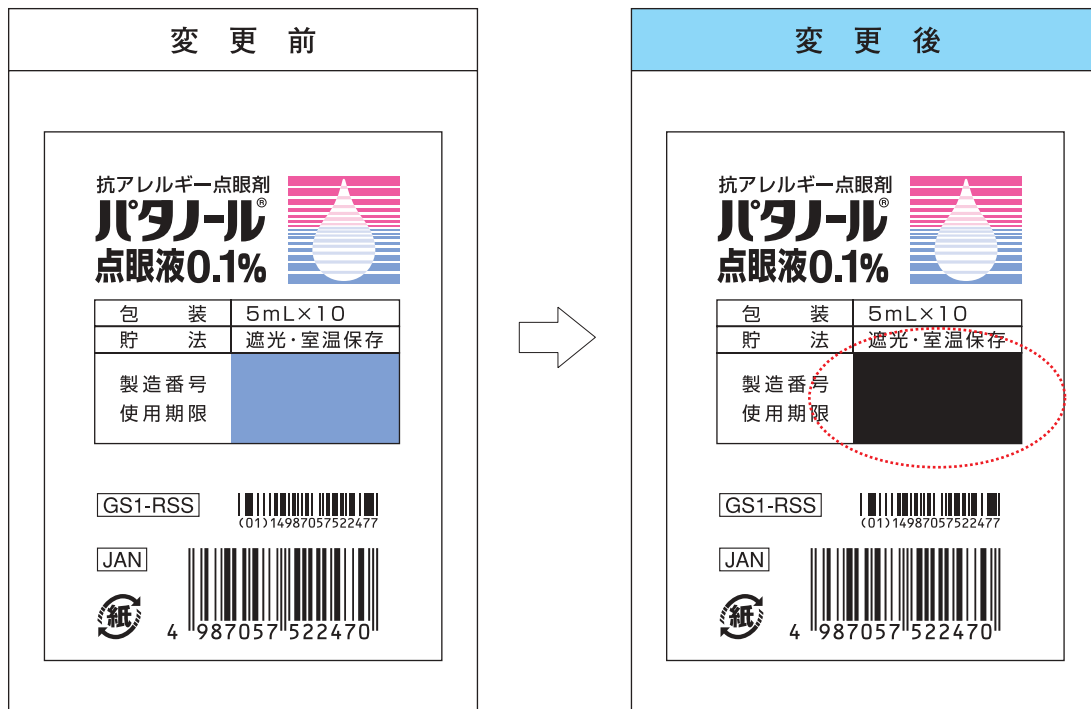 変更前
抗アレルギー点眼剤
パタノール®
点眼液0.1%
包装 5mL×10
貯法 遮光・室温保存
製造番号
使用期限
GS1-RSS
(01)14987057522477
JAN
紙
4 987057 522470
変更後
抗アレルギー点眼剤
パタノール®
点眼液0.1%
包装 5mL×10
貯法 遮光・室温保存
製造番号
使用期限
GS1-RSS
(01)14987057522477
JAN
紙
4 987057 522470